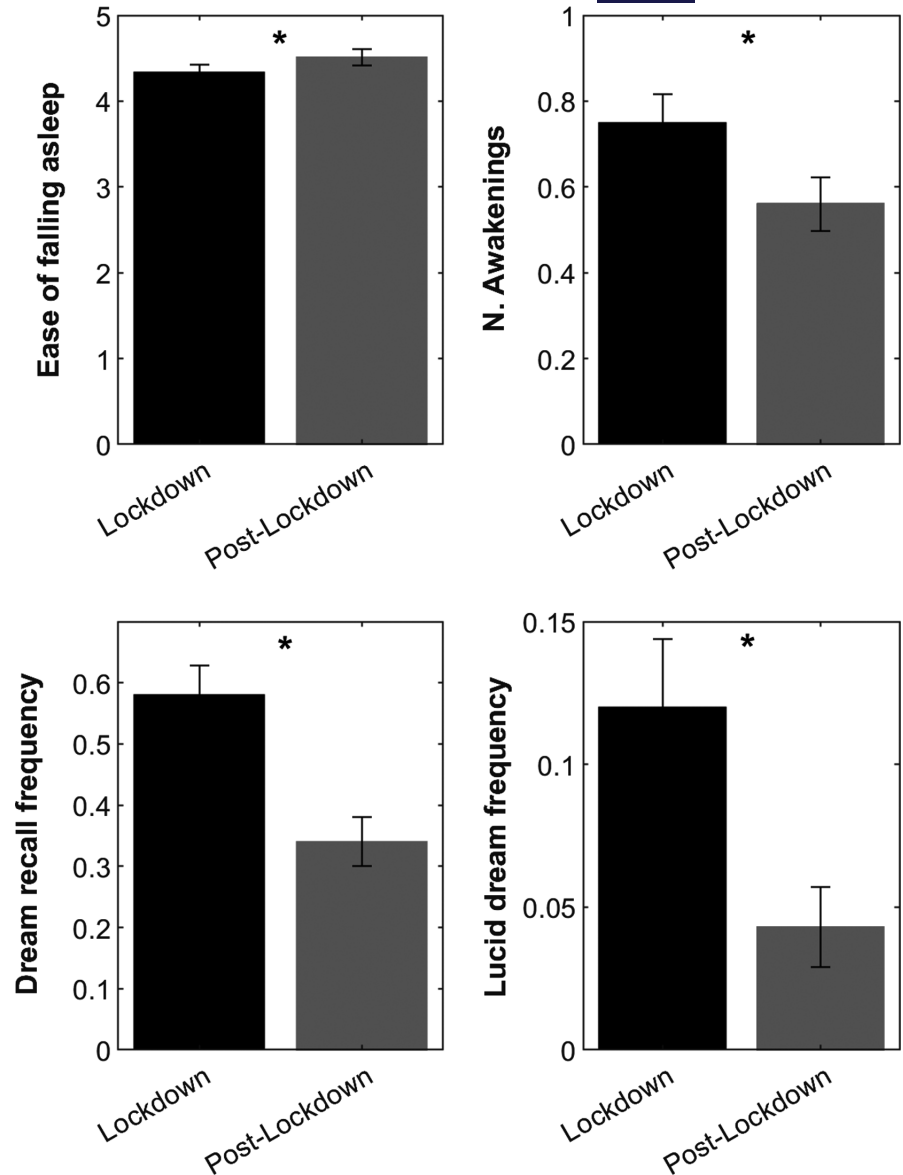 Ease of falling asleep
5
4
3
2
1
0
*
Lockdown
Post-Lockdown
N. Awakenings
1
0.8
0.6
0.4
0.2
0
*
Lockdown
Post-Lockdown
Dream recall frequency
0.6
0.5
0.4
0.3
0.2
0.1
0
*
Lockdown
Post-Lockdown
Lucid dream frequency
0.15
0.1
0.05
0
*
Lockdown
Post-Lockdown